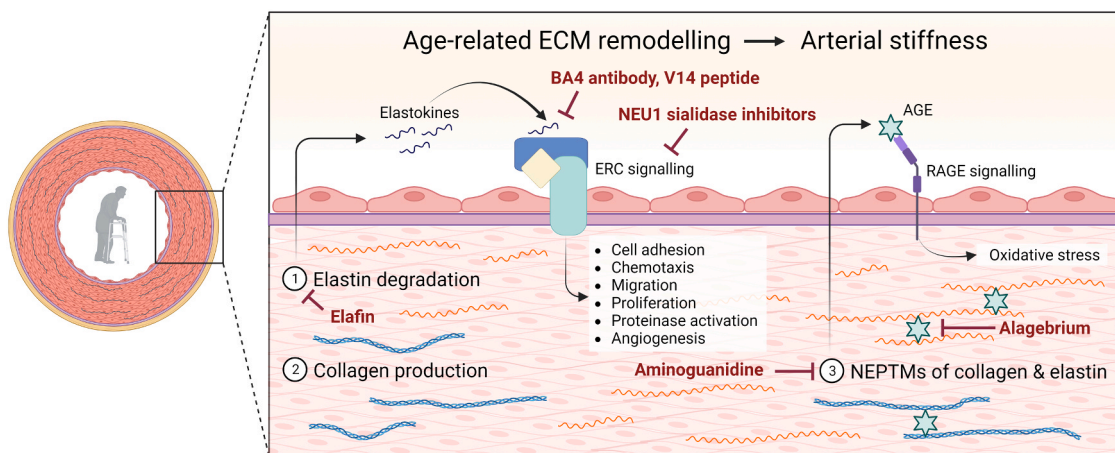 Age-related ECM remodelling → Arterial stiffness
BA4 antibody, V14 peptide
Elastokines
NEU1 sialidase inhibitors
AGE
ERC signalling
RAGE signalling
• Cell adhesion
• Chemotaxis
• Migration
• Proliferation
• Proteinase activation
• Angiogenesis
Oxidative stress
1 Elastin degradation
Elafin
Alagebrium
2 Collagen production
Aminoguanidine
3 NEPTMs of collagen & elastin